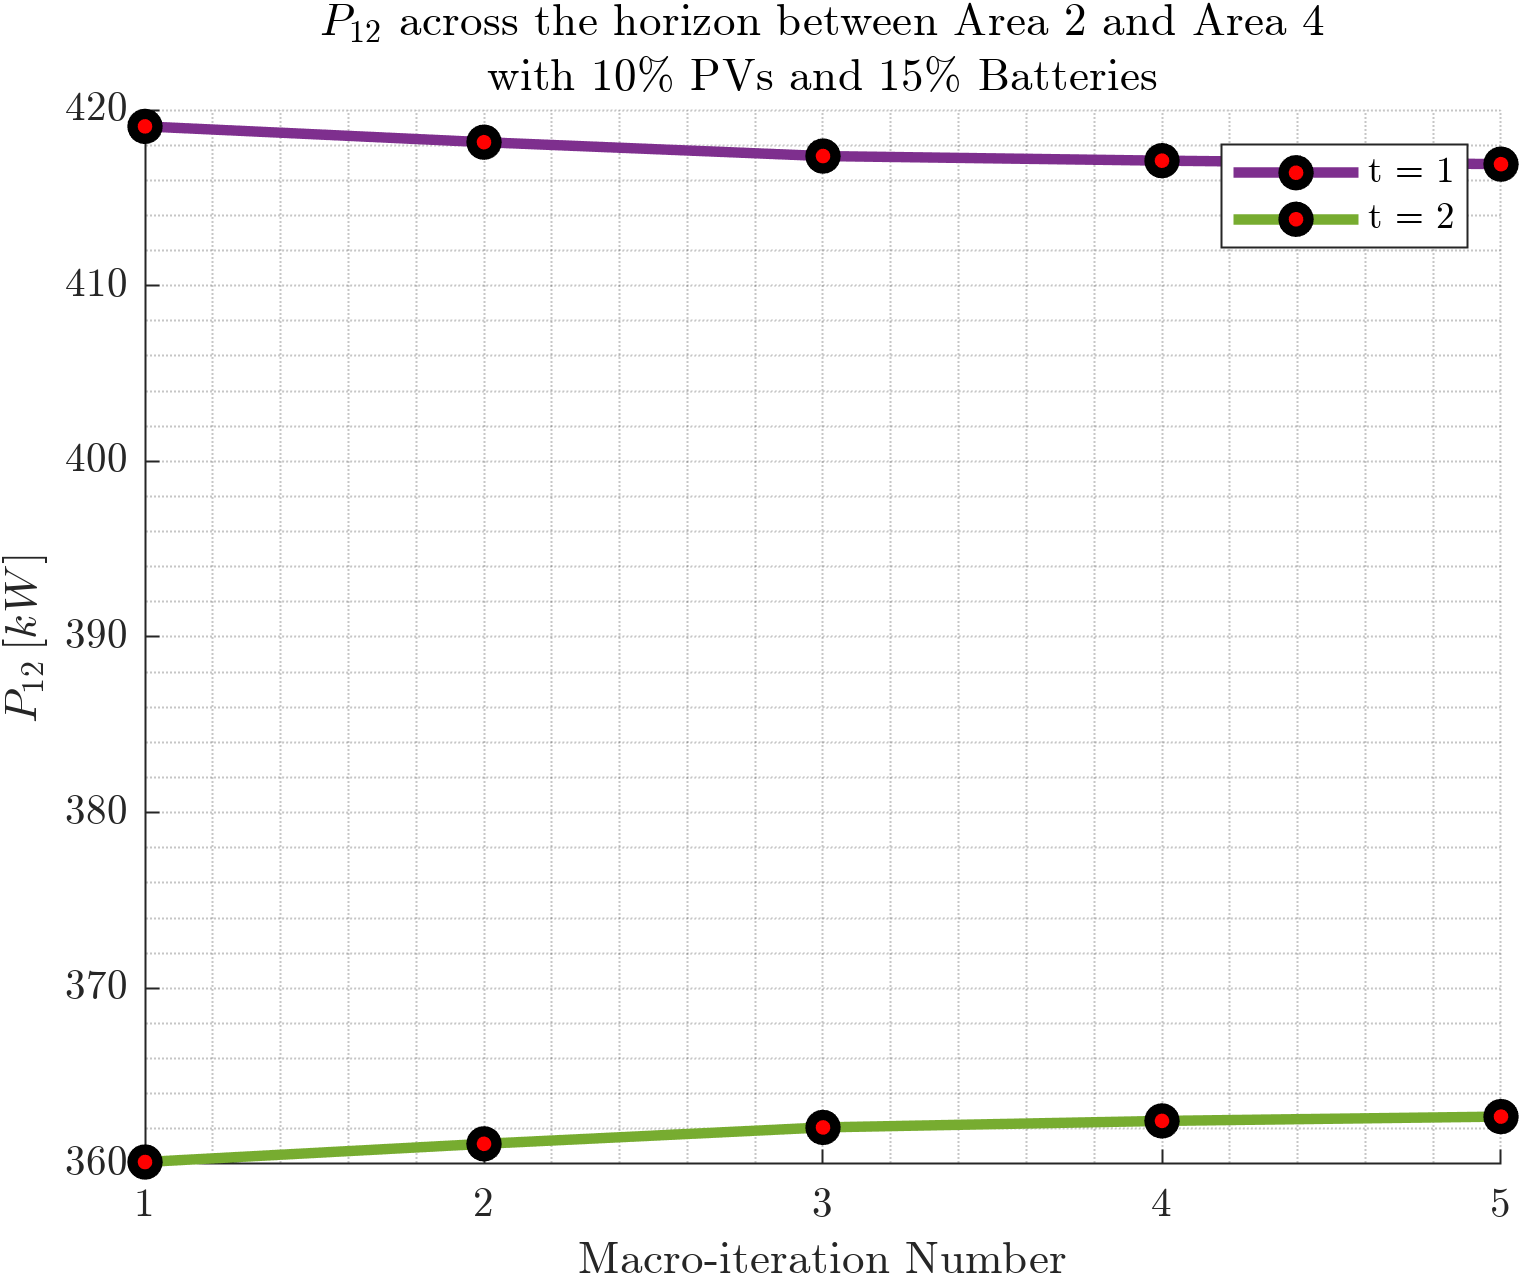 P₁₂ across the horizon between Area 2 and Area 4
with 10% PVs and 15% Batteries
420
410
400
390
380
370
360
P₁₂ [kW]
t = 1
t = 2
1 2 3 4 5
Macro-iteration Number